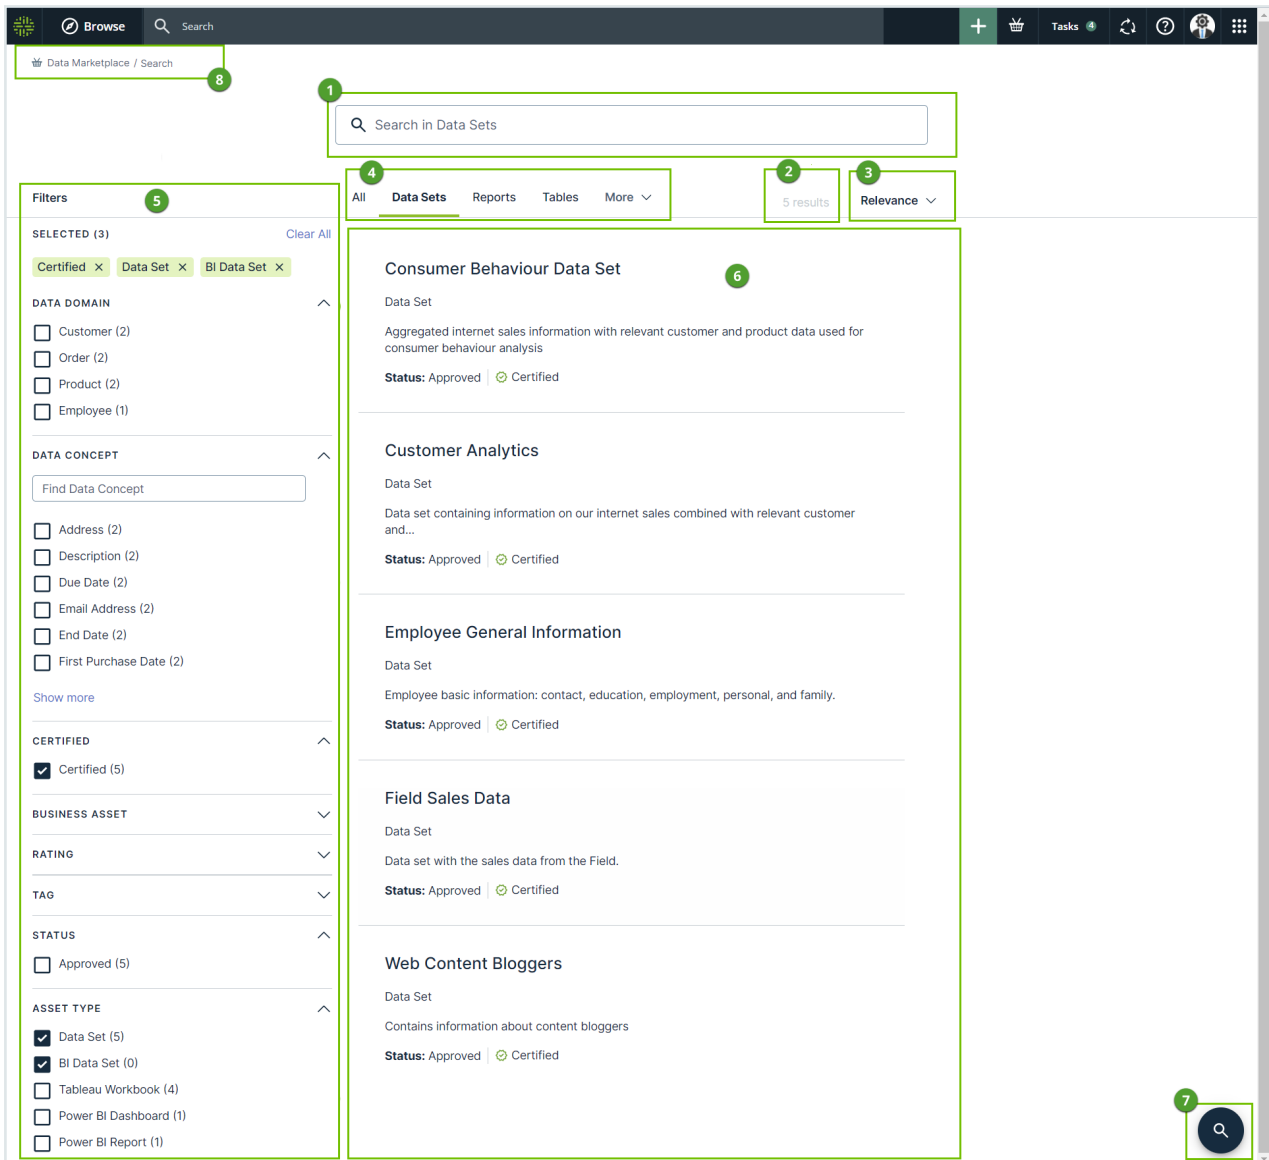 Browse
Search
Tasks 4
Data Marketplace / Search
8
1
Search in Data Sets
Filters
5
4
All
Data Sets
Reports
Tables
More
2
5 results
3
Relevance
SELECTED (3)
Clear All
Certified ×
Data Set ×
BI Data Set ×
DATA DOMAIN
Customer (2)
Order (2)
Product (2)
Employee (1)
DATA CONCEPT
Find Data Concept
Address (2)
Description (2)
Due Date (2)
Email Address (2)
End Date (2)
First Purchase Date (2)
Show more
CERTIFIED
Certified (5)
BUSINESS ASSET
RATING
TAG
STATUS
Approved (5)
ASSET TYPE
Data Set (5)
BI Data Set (0)
Tableau Workbook (4)
Power BI Dashboard (1)
Power BI Report (1)
6
Consumer Behaviour Data Set
Data Set
Aggregated internet sales information with relevant customer and product data used for
consumer behaviour analysis
Status: Approved
Certified
Customer Analytics
Data Set
Data set containing information on our internet sales combined with relevant customer
and...
Status: Approved
Certified
Employee General Information
Data Set
Employee basic information: contact, education, employment, personal, and family.
Status: Approved
Certified
Field Sales Data
Data Set
Data set with the sales data from the Field.
Status: Approved
Certified
Web Content Bloggers
Data Set
Contains information about content bloggers
Status: Approved
Certified
7